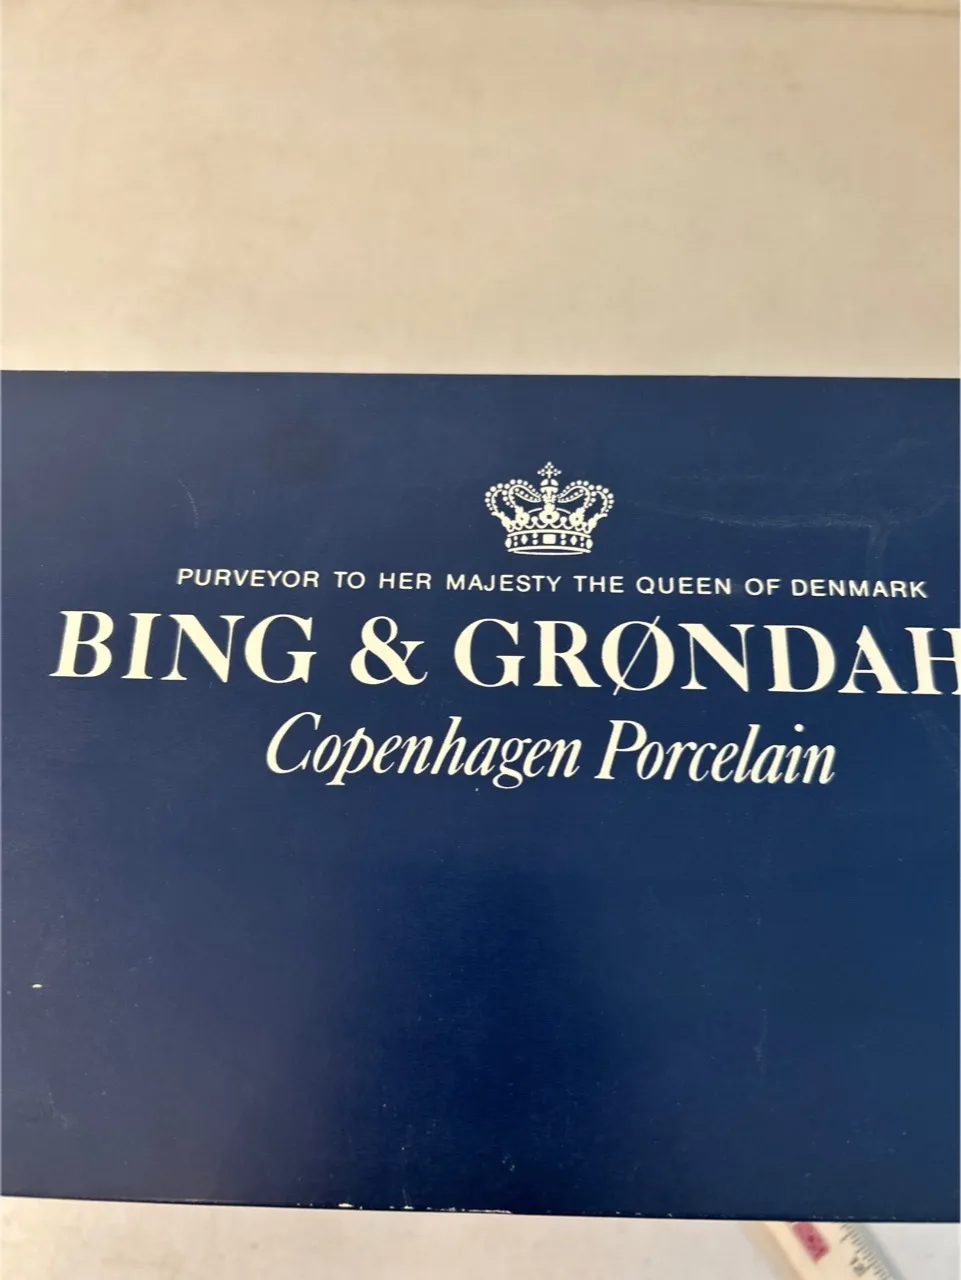 PURVEYOR TO HER MAJESTY THE QUEEN OF DENMARK
BING & GRØNDAH
Copenhagen Porcelain